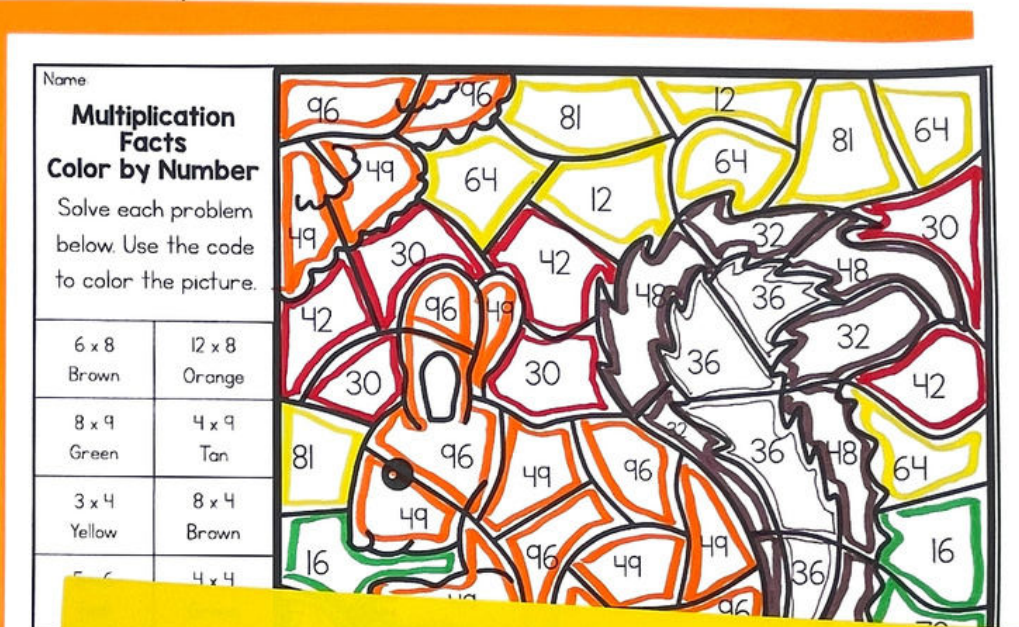 Name
Multiplication
Facts
Color by Number
Solve each problem
below. Use the code
to color the picture.
6 x 8
Brown
12 x 8
Orange
8 x 9
Green
4 x 9
Tan
3 x 4
Yellow
8 x 4
Brown
4 x 4
96 96 81 12 81 64
49 64 12 64
49 30 42 32 30
42 96 49 48 36 48
30 30 36 32 42
81 96 49 96 36 48 64
49 96 49 49 36 16
16
96